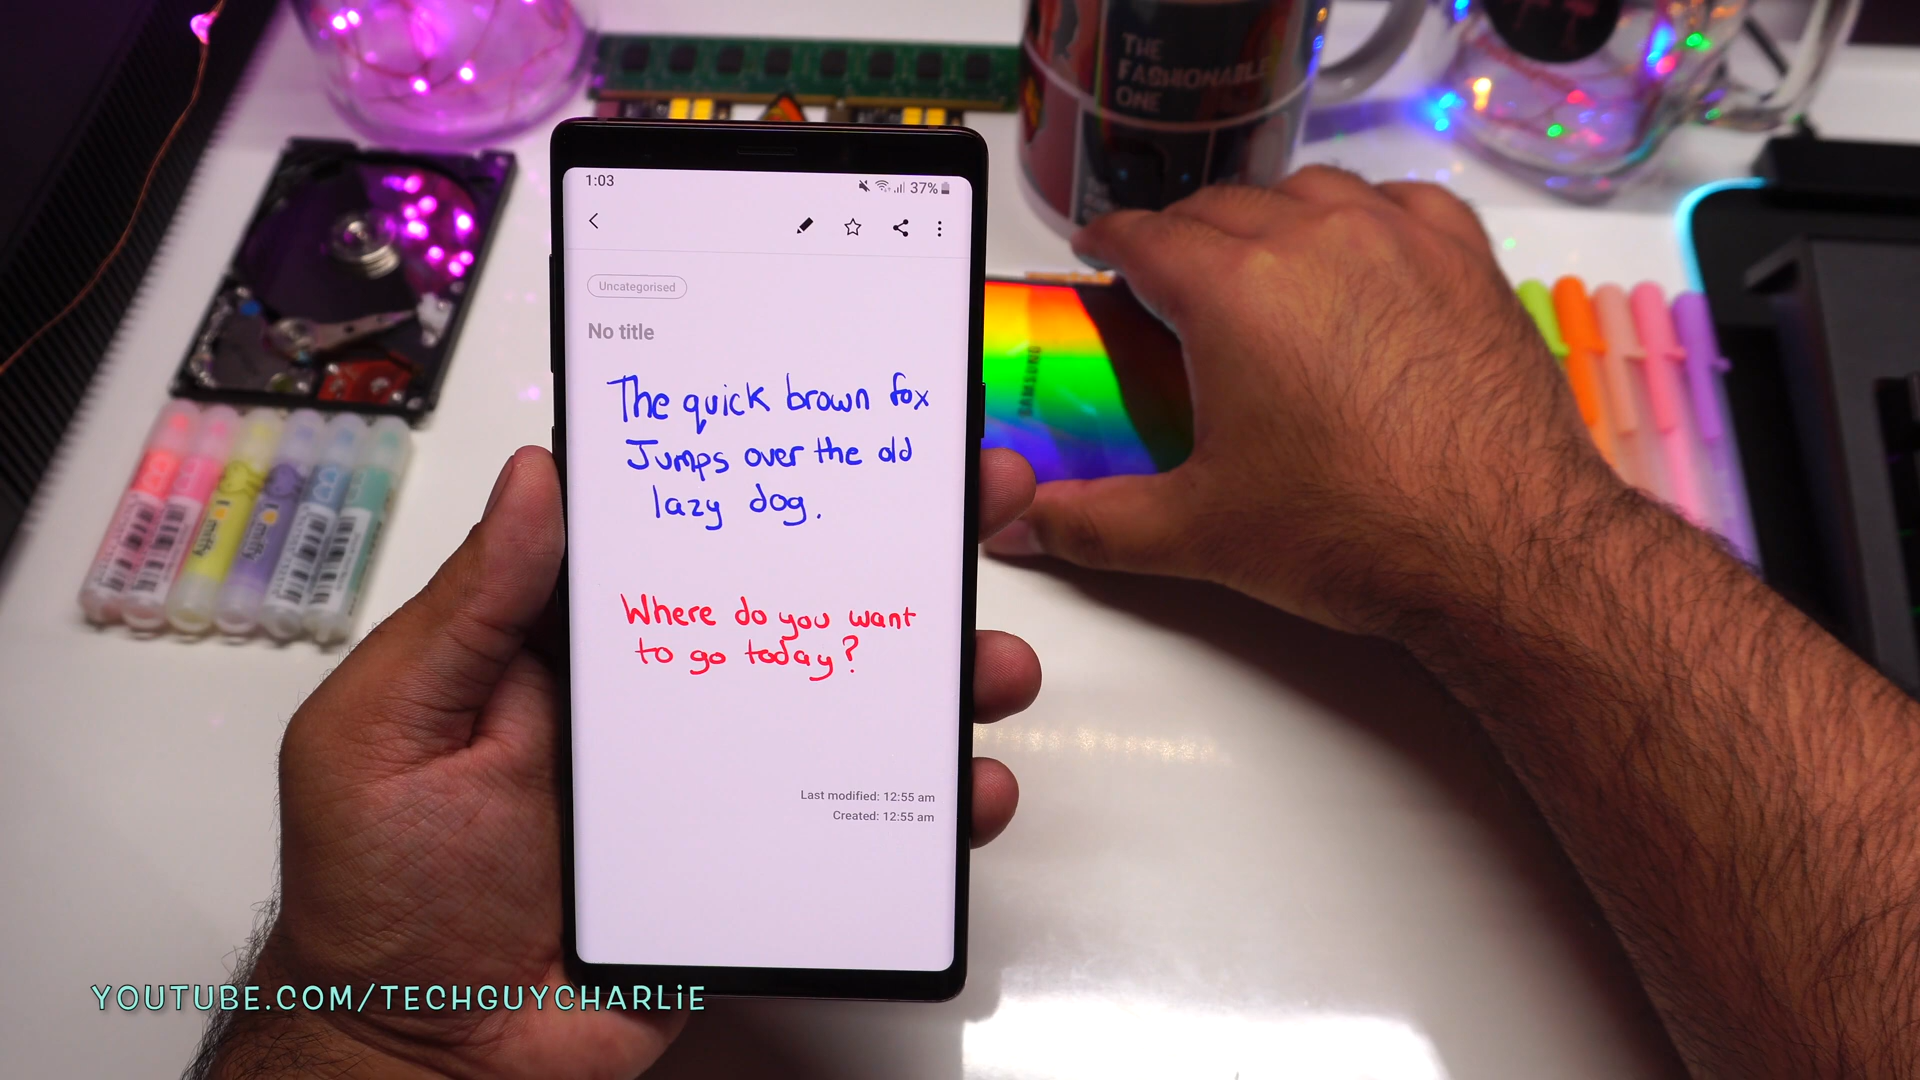 THE
FASHIONABLE
ONE
1:03
37%
Uncategorised
No title
The quick brown fox
Jumps over the old
lazy dog.
Where do you want
to go today?
Last modified: 12:55 am
Created: 12:55 am
SAMSUNG
miffy
miffy
YOUTUBE.COM/TECHGUYCHARLiE